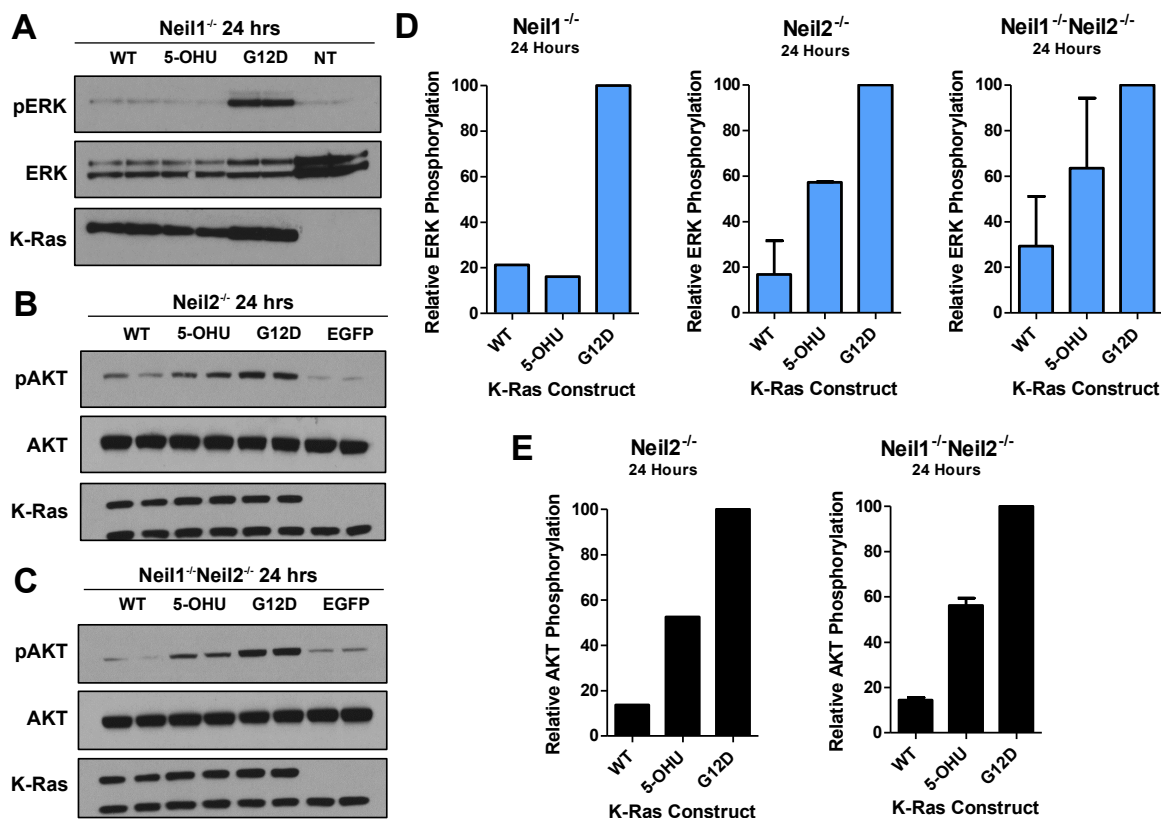 A
Neil1-/- 24 hrs
WT 5-OHU G12D NT
pERK
ERK
K-Ras
B
Neil2-/- 24 hrs
WT 5-OHU G12D EGFP
pAKT
AKT
K-Ras
C
Neil1-/-Neil2-/- 24 hrs
WT 5-OHU G12D EGFP
pAKT
AKT
K-Ras
D
Neil1-/-
24 Hours
Relative ERK Phosphorylation
100
80
60
40
20
0
WT
5-OHU
G12D
K-Ras Construct
Neil2-/-
24 Hours
Relative ERK Phosphorylation
100
80
60
40
20
0
WT
5-OHU
G12D
K-Ras Construct
Neil1-/-Neil2-/-
24 Hours
Relative ERK Phosphorylation
100
80
60
40
20
0
WT
5-OHU
G12D
K-Ras Construct
E
Neil2-/-
24 Hours
Relative AKT Phosphorylation
100
80
60
40
20
0
WT
5-OHU
G12D
K-Ras Construct
Neil1-/-Neil2-/-
24 Hours
Relative AKT Phosphorylation
100
80
60
40
20
0
WT
5-OHU
G12D
K-Ras Construct